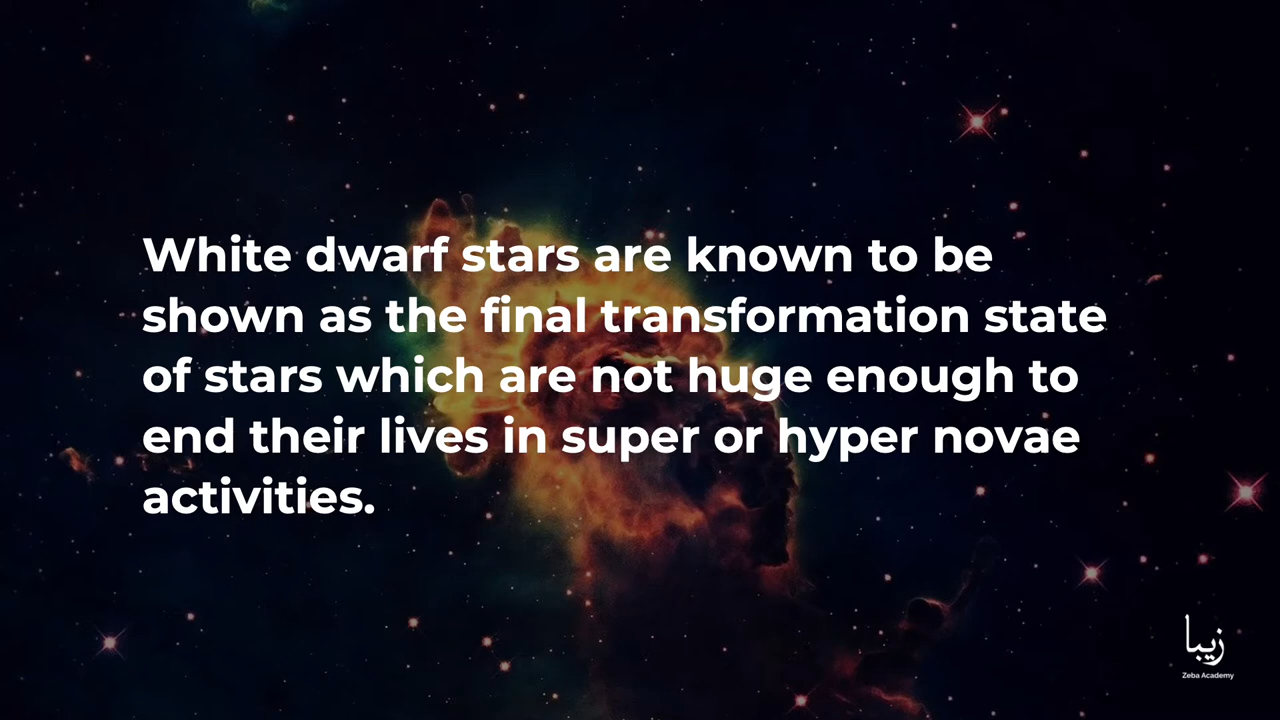 White dwarf stars are known to be
shown as the final transformation state
of stars which are not huge enough to
end their lives in super or hyper novae
activities.
زيبا
Zeba Academy